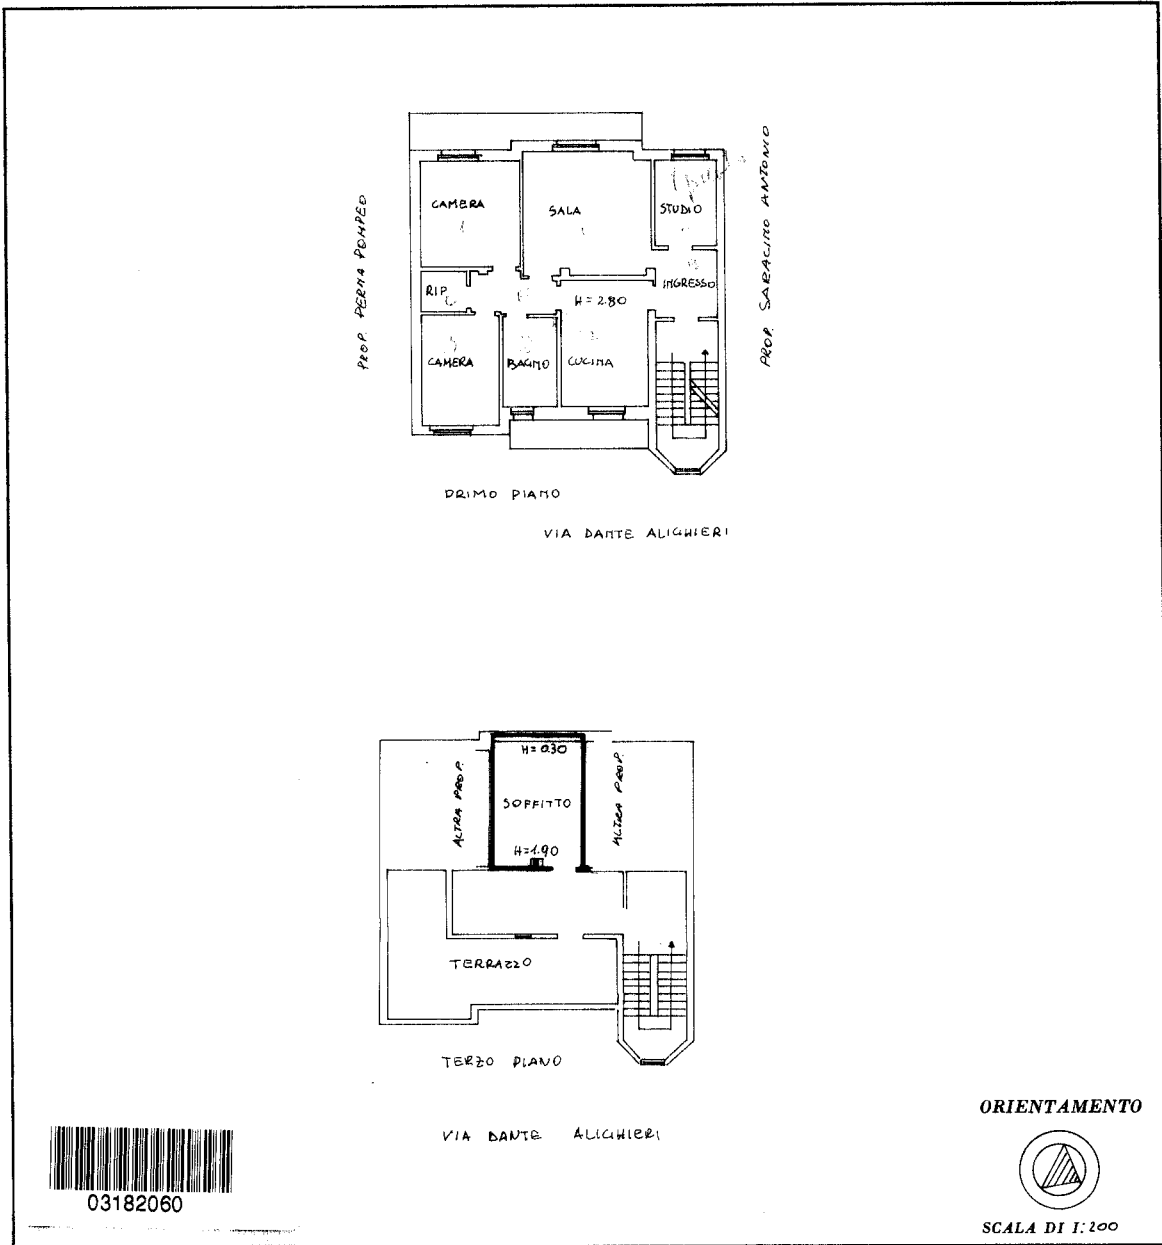 PROP. PERNA POMPEO
PROP. SARACINO ANTONIO
CAMERA
SALA
STUDIO
RIP.
INGRESSO
H = 2.80
CAMERA
BAGNO
CUCINA
PRIMO PIANO
VIA DANTE ALIGHIERI
H = 0.30
ALTRA PROP.
SOFFITTO
ALTRA PROP.
H = 1.90
TERRAZZO
TERZO PIANO
VIA DANTE ALIGHIERI
03182060
ORIENTAMENTO
SCALA DI 1:200